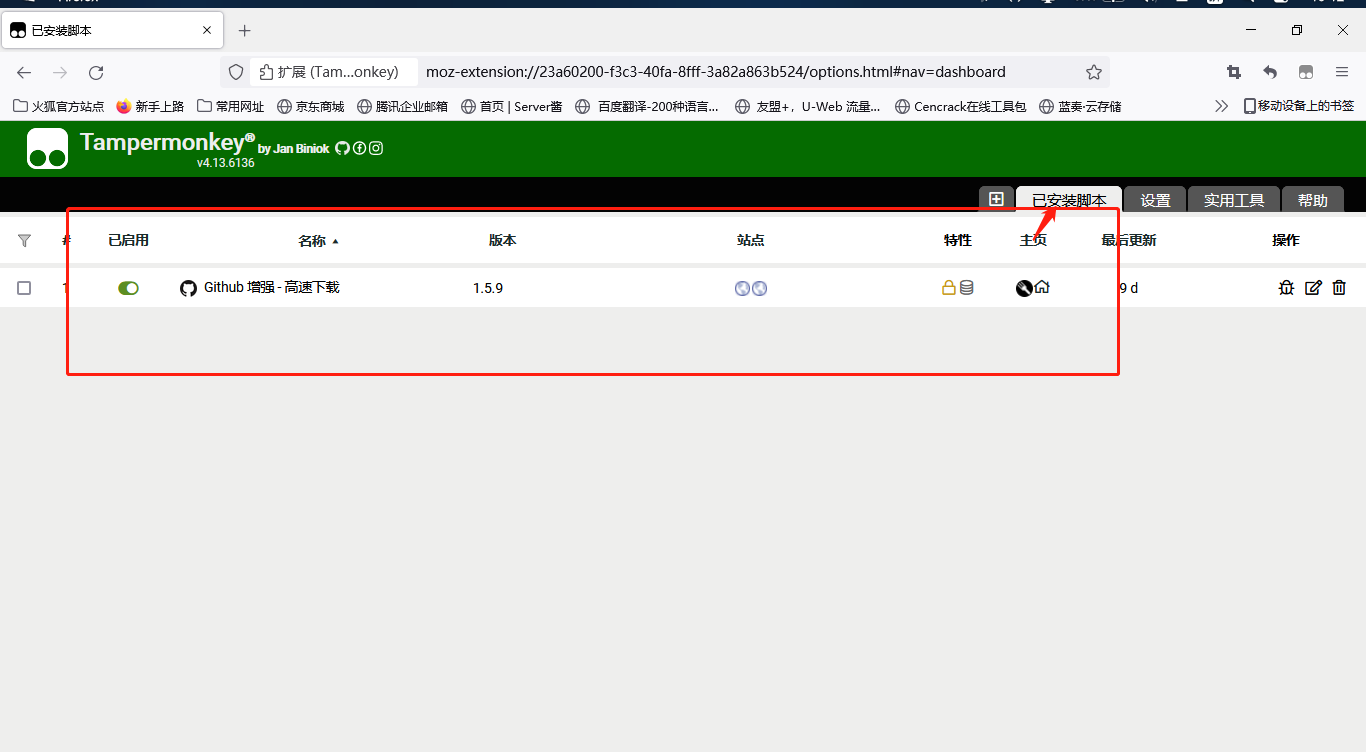 已安装脚本
扩展 (Tam...onkey) moz-extension://23a60200-f3c3-40fa-8fff-3a82a863b524/options.html#nav=dashboard
火狐官方站点 新手上路 常用网址 京东商城 腾讯企业邮箱 首页 | Server酱 百度翻译-200种语言... 友盟+，U-Web 流量... Cencrack在线工具包 蓝奏·云存储 移动设备上的书签
Tampermonkey® by Jan Biniok
v4.13.6136
已安装脚本 设置 实用工具 帮助
# 已启用 名称 版本 站点 特性 主页 最后更新 操作
1 Github 增强 - 高速下载 1.5.9 9 d